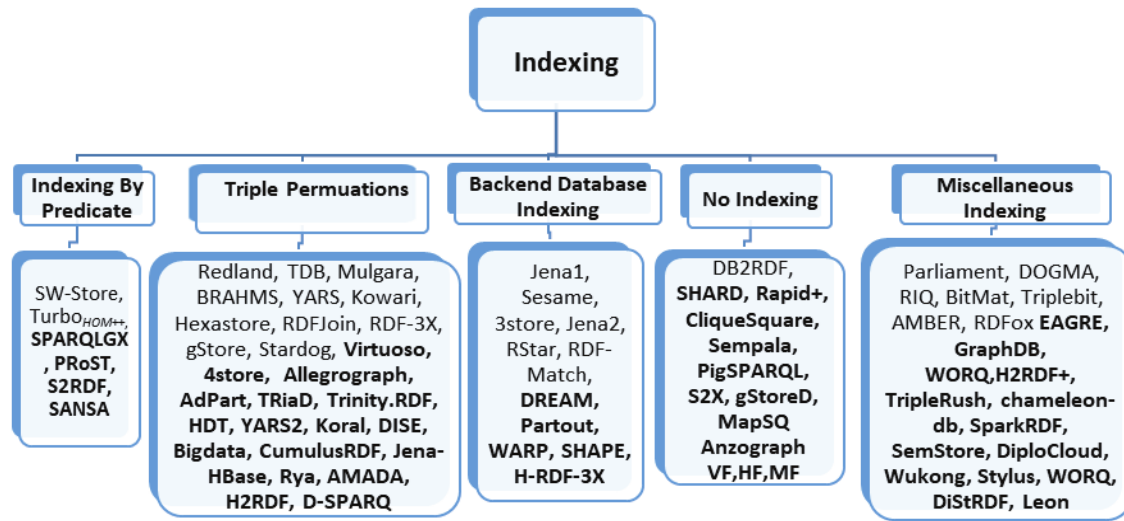 Indexing
Indexing By
Predicate
Triple Permuations
Backend Database
Indexing
No Indexing
Miscellaneous
Indexing
SW-Store,
Turbo_HOM++,
SPARQLGX
, PRoST,
S2RDF,
SANSA
Redland, TDB, Mulgara,
BRAHMS, YARS, Kowari,
Hexastore, RDFJoin, RDF-3X,
gStore, Stardog, Virtuoso,
4store, Allegrograph,
AdPart, TRiaD, Trinity.RDF,
HDT, YARS2, Koral, DISE,
Bigdata, CumulusRDF, Jena-
HBase, Rya, AMADA,
H2RDF, D-SPARQ
Jena1,
Sesame,
3store, Jena2,
RStar, RDF-
Match,
DREAM,
Partout,
WARP, SHAPE,
H-RDF-3X
DB2RDF,
SHARD, Rapid+,
CliqueSquare,
Sempala,
PigSPARQL,
S2X, gStoreD,
MapSQ
Anzograph
VF,HF,MF
Parliament, DOGMA,
RIQ, BitMat, Triplebit,
AMBER, RDFox EAGRE,
GraphDB,
WORQ,H2RDF+,
TripleRush, chameleon-
db, SparkRDF,
SemStore, DiploCloud,
Wukong, Stylus, WORQ,
DiStRDF, Leon